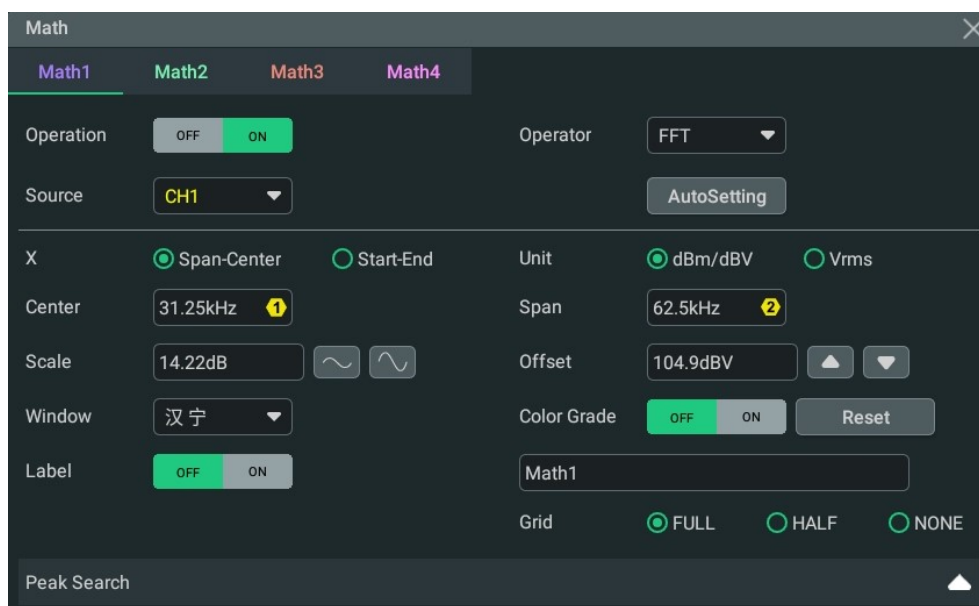 Math
Math1 Math2 Math3 Math4
Operation OFF ON Operator FFT
Source CH1 AutoSetting
X Span-Center Start-End Unit dBm/dBV Vrms
Center 31.25kHz 1 Span 62.5kHz 2
Scale 14.22dB Offset 104.9dBV
Window 汉宁 Color Grade OFF ON Reset
Label OFF ON Math1
Grid FULL HALF NONE
Peak Search